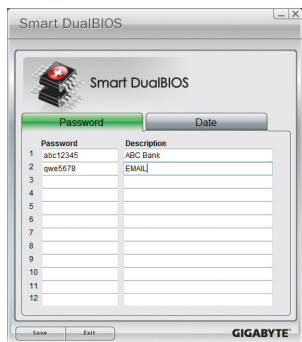 Smart DualBIOS
Smart DualBIOS
Password Date
Password Description
1 abc12345 ABC Bank
2 qwe5678 EMAIL
3
4
5
6
7
8
9
10
11
12
Save Exit GIGABYTE